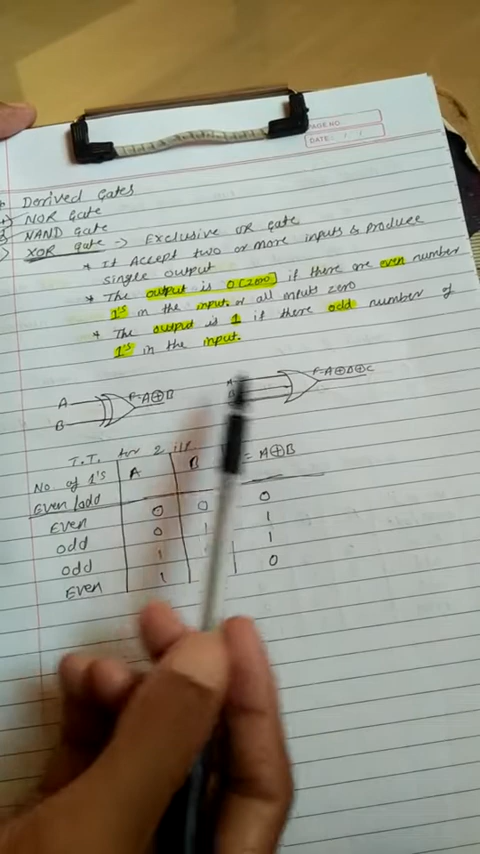 PAGE NO.
DATE: / /
Derived Gates
NOR Gate
NAND Gate
XOR gate -> Exclusive OR gate
* It Accept two or more inputs & produce
single output
* The output is 0 (Zero) if there are even number
1's in the input. or all inputs zero
* The output is 1 if there odd number of
1's in the input.
A
B
F=A⊕B
F=A⊕B⊕C
T.T. for 2 i/p
No of 1's A B = A⊕B
Even/odd
Even 0 0 0
odd 0 1 1
odd 1 1
Even 1 0